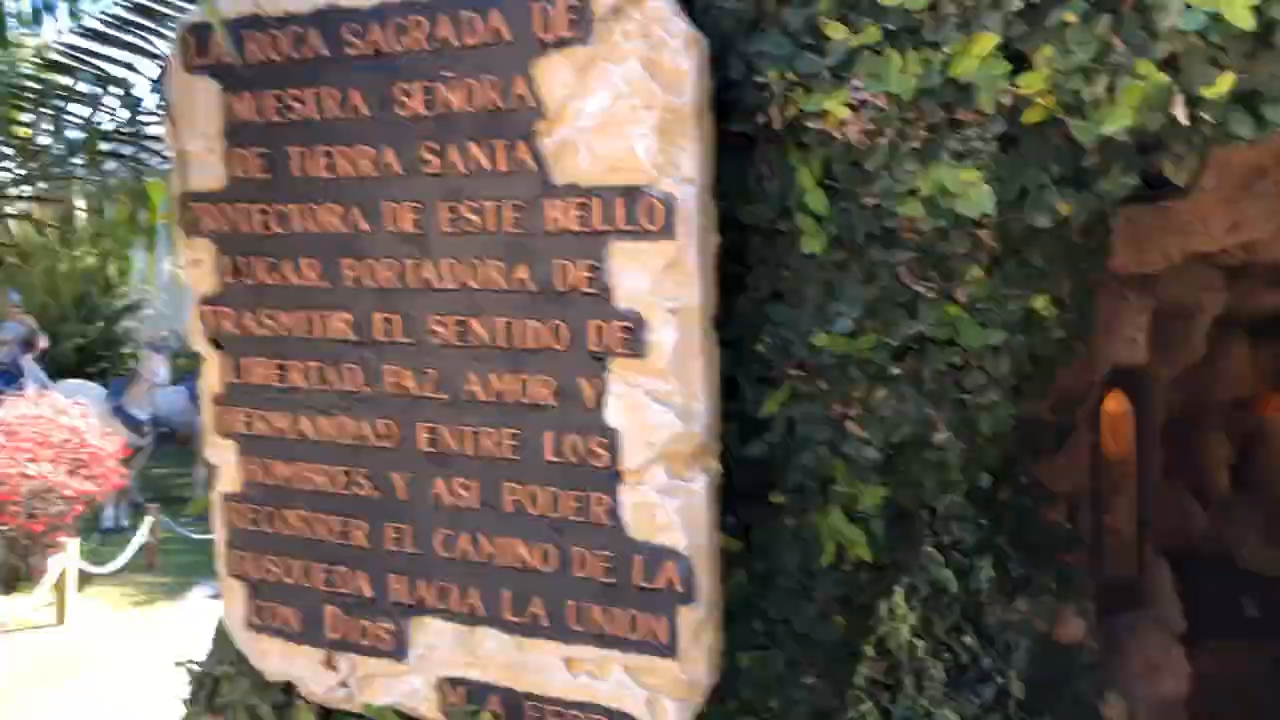 LA ROCA SAGRADA DE
NUESTRA SEÑORA
DE TIERRA SANTA
PROTECTORA DE ESTE BELLO
LUGAR, PORTADORA DE
TRASMITIR EL SENTIDO DE
LIBERTAD, PAZ, AMOR Y
HERMANDAD ENTRE LOS
HOMBRES, Y ASI PODER
RECORRER EL CAMINO DE LA
BUSQUEDA HACIA LA UNION
CON DIOS
M.A